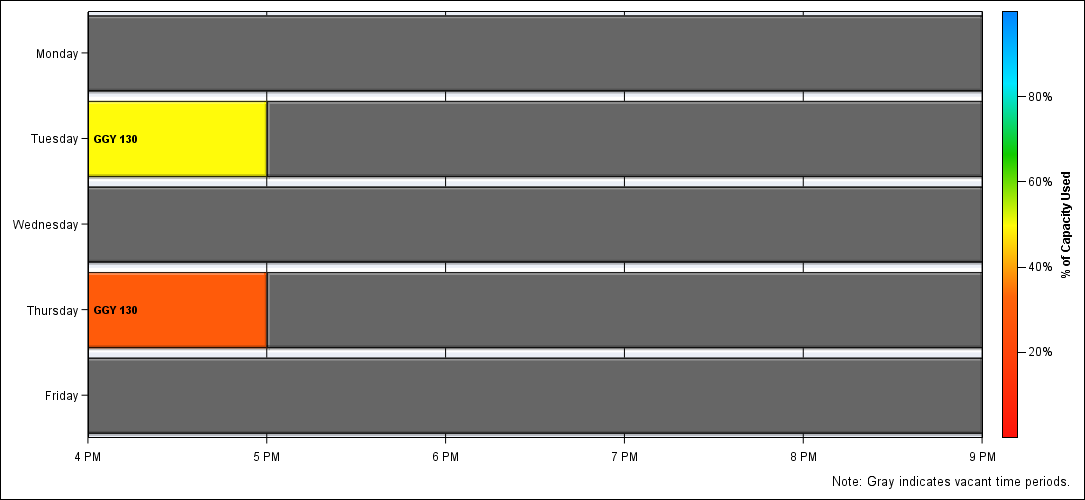 Monday
Tuesday
GGY 130
Wednesday
Thursday
GGY 130
Friday
4 PM
5 PM
6 PM
7 PM
8 PM
9 PM
80%
60%
40%
20%
% of Capacity Used
Note: Gray indicates vacant time periods.